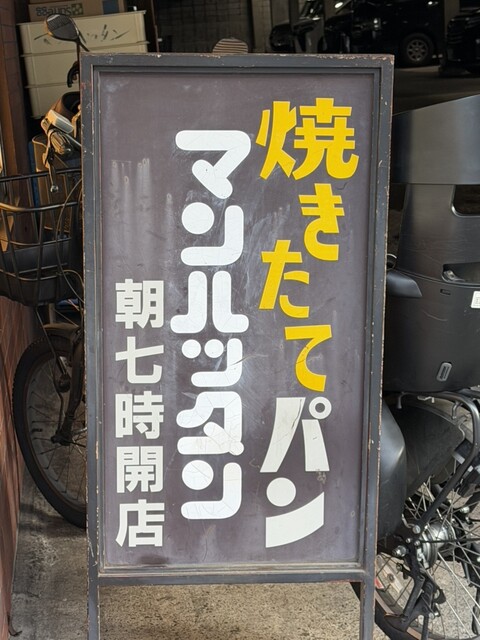 焼きたてパン
マンハッタン
朝七時開店